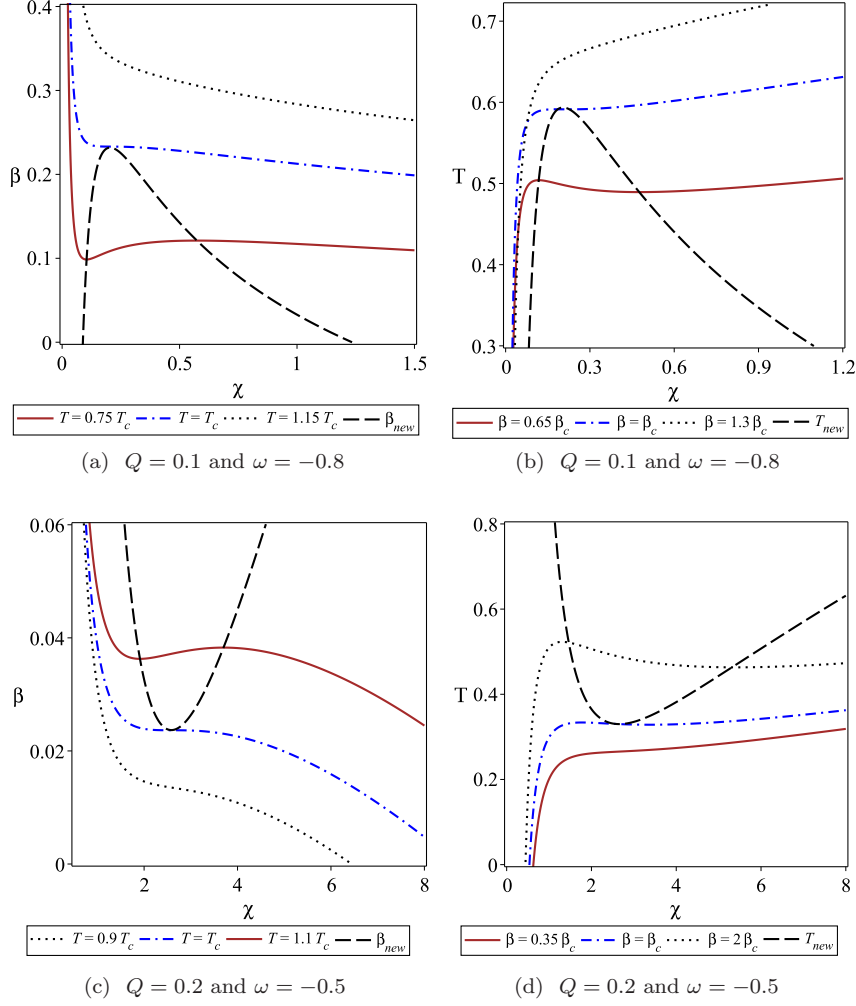 0.4
0.3
β
0.2
0.1
0
0
0.5
1
1.5
χ
T = 0.75 T_c T = T_c T = 1.15 T_c β_new
(a) Q = 0.1 and ω = −0.8
0.7
0.6
T
0.5
0.4
0.3
0
0.3
0.6
0.9
1.2
χ
β = 0.65 β_c β = β_c β = 1.3 β_c T_new
(b) Q = 0.1 and ω = −0.8
0.06
0.04
β
0.02
0
2
4
6
8
χ
T = 0.9 T_c T = T_c T = 1.1 T_c β_new
(c) Q = 0.2 and ω = −0.5
0.8
0.6
T
0.4
0.2
0
0
2
4
6
8
χ
β = 0.35 β_c β = β_c β = 2 β_c T_new
(d) Q = 0.2 and ω = −0.5